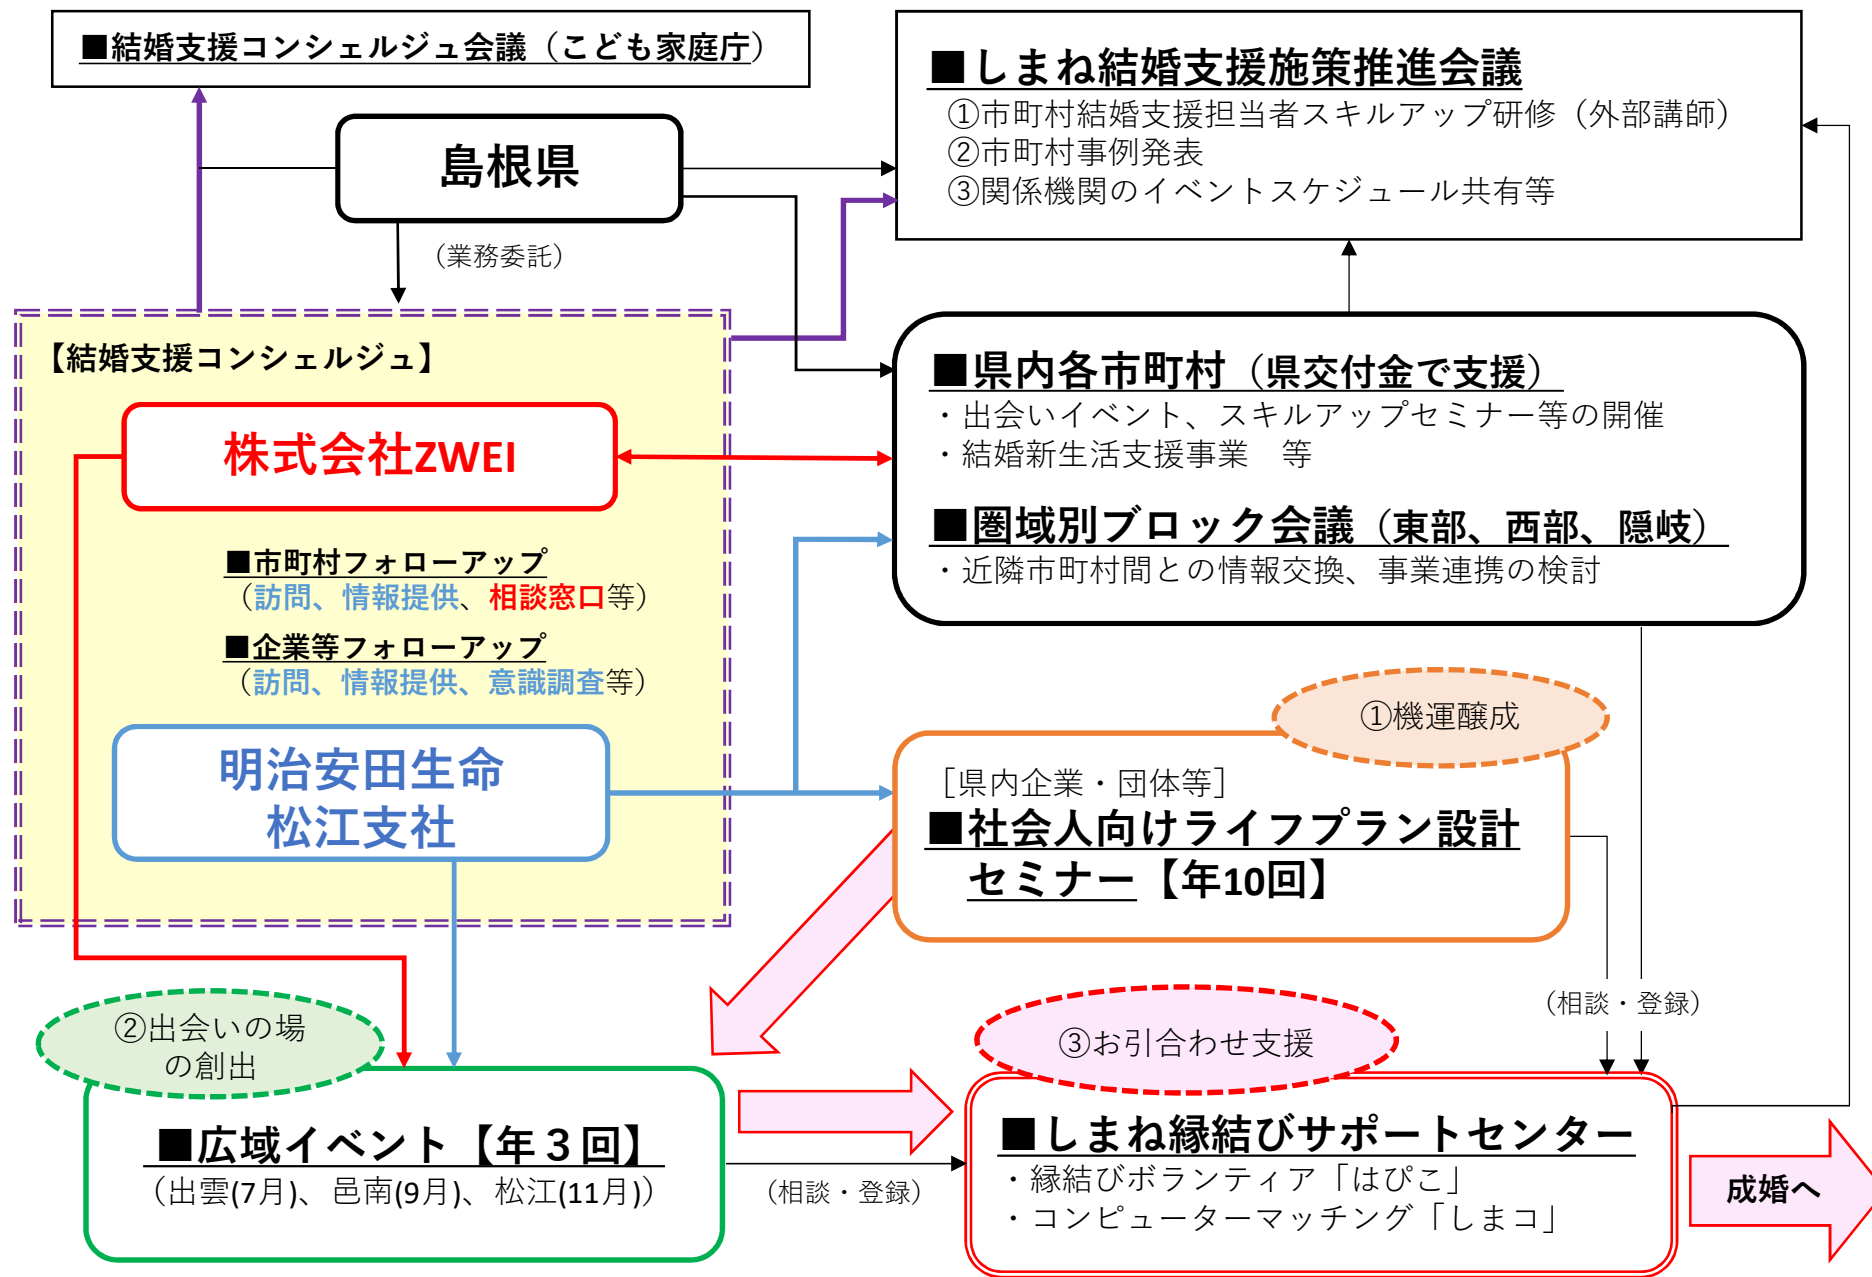 ■結婚支援コンシェルジュ会議（こども家庭庁）
■しまね結婚支援施策推進会議
①市町村結婚支援担当者スキルアップ研修（外部講師）
②市町村事例発表
③関係機関のイベントスケジュール共有等
島根県
（業務委託）
【結婚支援コンシェルジュ】
株式会社ZWEI
■市町村フォローアップ
（訪問、情報提供、相談窓口等）
■企業等フォローアップ
（訪問、情報提供、意識調査等）
明治安田生命
松江支社
■県内各市町村（県交付金で支援）
・出会いイベント、スキルアップセミナー等の開催
・結婚新生活支援事業　等
■圏域別ブロック会議（東部、西部、隠岐）
・近隣市町村間との情報交換、事業連携の検討
①機運醸成
［県内企業・団体等］
■社会人向けライフプラン設計
セミナー【年10回】
（相談・登録）
②出会いの場
の創出
■広域イベント【年３回】
（出雲(7月)、邑南(9月)、松江(11月)）
（相談・登録）
③お引合わせ支援
■しまね縁結びサポートセンター
・縁結びボランティア「はぴこ」
・コンピューターマッチング「しまコ」
成婚へ